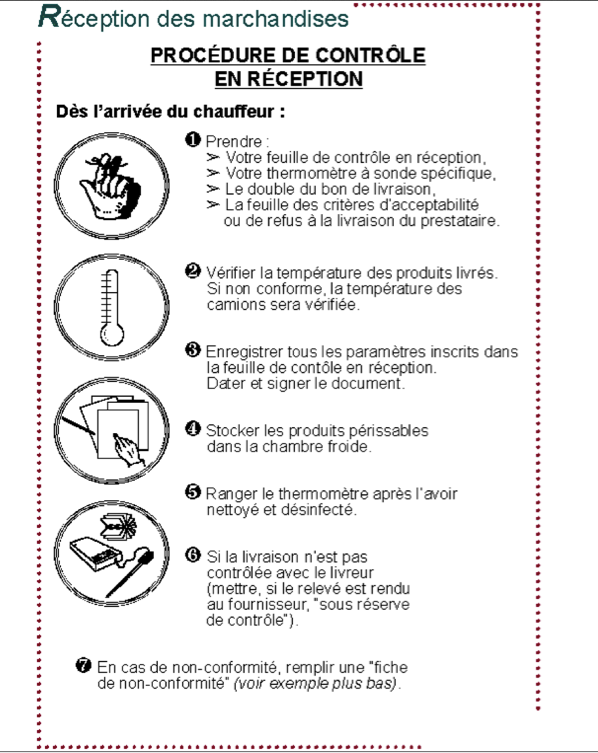 Réception des marchandises
PROCÉDURE DE CONTRÔLE
EN RÉCEPTION
Dès l'arrivée du chauffeur :
❶ Prendre :
➢ Votre feuille de contrôle en réception,
➢ Votre thermomètre à sonde spécifique,
➢ Le double du bon de livraison,
➢ La feuille des critères d'acceptabilité
ou de refus à la livraison du prestataire.
❷ Vérifier la température des produits livrés.
Si non conforme, la température des
camions sera vérifiée.
❸ Enregistrer tous les paramètres inscrits dans
la feuille de contôle en réception.
Dater et signer le document.
❹ Stocker les produits périssables
dans la chambre froide.
❺ Ranger le thermomètre après l'avoir
nettoyé et désinfecté.
❻ Si la livraison n'est pas
contrôlée avec le livreur
(mettre, si le relevé est rendu
au fournisseur, "sous réserve
de contrôle").
❼ En cas de non-conformité, remplir une "fiche
de non-conformité" (voir exemple plus bas).